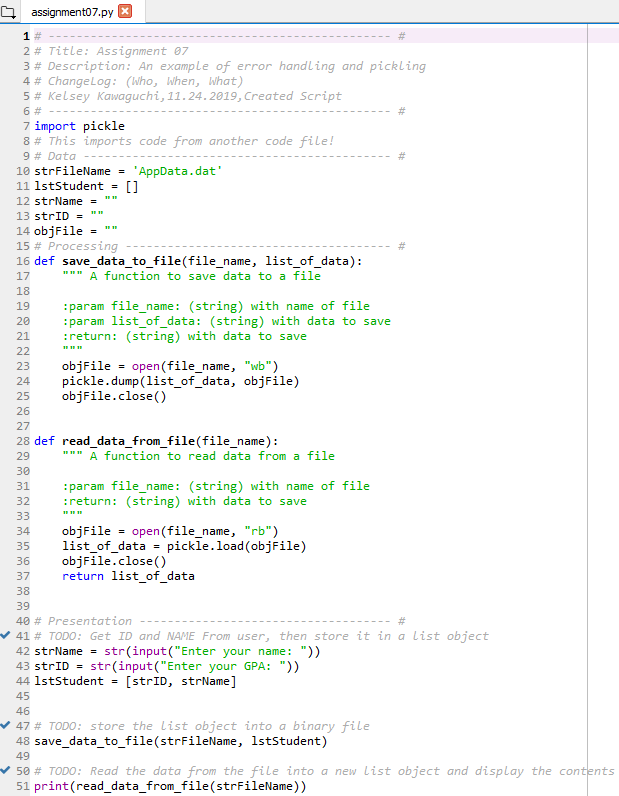 assignment07.py
1 # ------------------------------------------------- #
2 # Title: Assignment 07
3 # Description: An example of error handling and pickling
4 # ChangeLog: (Who, When, What)
5 # Kelsey Kawaguchi,11.24.2019,Created Script
6 # ------------------------------------------------- #
7 import pickle
8 # This imports code from another code file!
9 # Data -------------------------------------------- #
10 strFileName = 'AppData.dat'
11 lstStudent = []
12 strName = ""
13 strID = ""
14 objFile = ""
15 # Processing -------------------------------------- #
16 def save_data_to_file(file_name, list_of_data):
17     """ A function to save data to a file
18
19     :param file_name: (string) with name of file
20     :param list_of_data: (string) with data to save
21     :return: (string) with data to save
22     """
23     objFile = open(file_name, "wb")
24     pickle.dump(list_of_data, objFile)
25     objFile.close()
26
27
28 def read_data_from_file(file_name):
29     """ A function to read data from a file
30
31     :param file_name: (string) with name of file
32     :return: (string) with data to save
33     """
34     objFile = open(file_name, "rb")
35     list_of_data = pickle.load(objFile)
36     objFile.close()
37     return list_of_data
38
39
40 # Presentation ------------------------------------ #
41 # TODO: Get ID and NAME From user, then store it in a list object
42 strName = str(input("Enter your name: "))
43 strID = str(input("Enter your GPA: "))
44 lstStudent = [strID, strName]
45
46
47 # TODO: store the list object into a binary file
48 save_data_to_file(strFileName, lstStudent)
49
50 # TODO: Read the data from the file into a new list object and display the contents
51 print(read_data_from_file(strFileName))